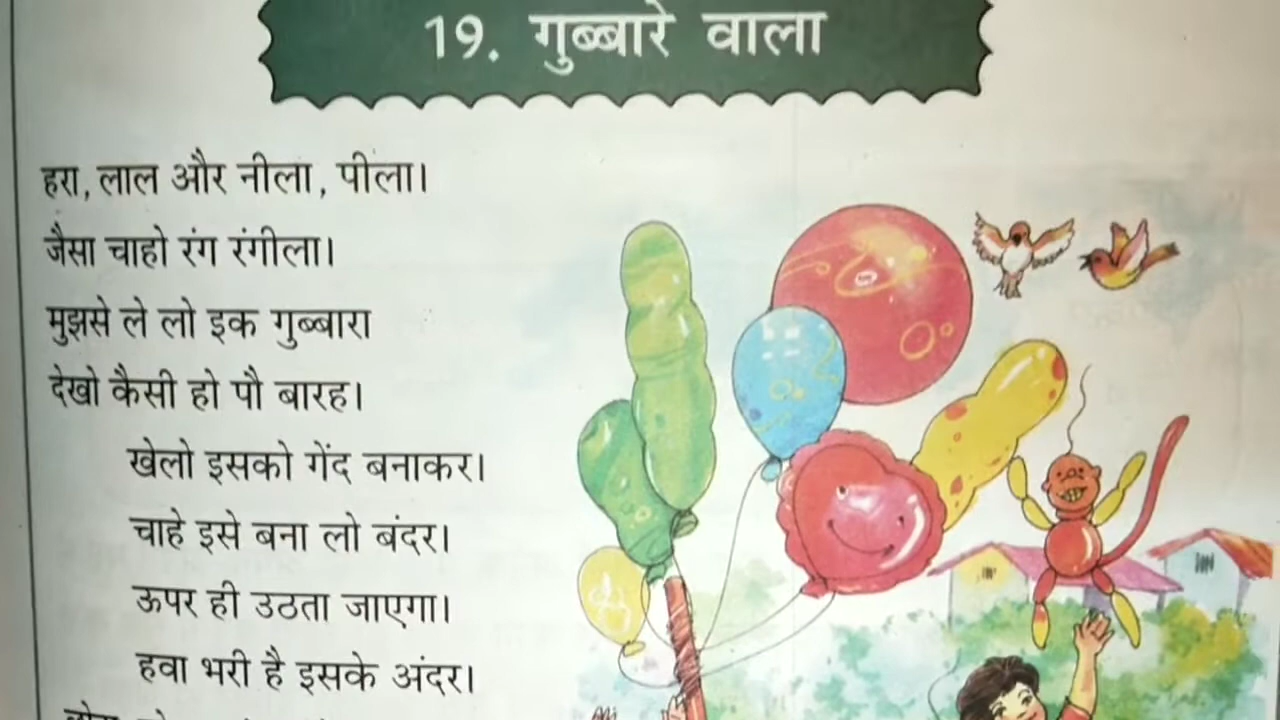 19. गुब्बारे वाला
हरा, लाल और नीला, पीला।
जैसा चाहो रंग रंगीला।
मुझसे ले लो इक गुब्बारा
देखो कैसी हो पौ बारह।
खेलो इसको गेंद बनाकर।
चाहे इसे बना लो बंदर।
ऊपर ही उठता जाएगा।
हवा भरी है इसके अंदर।